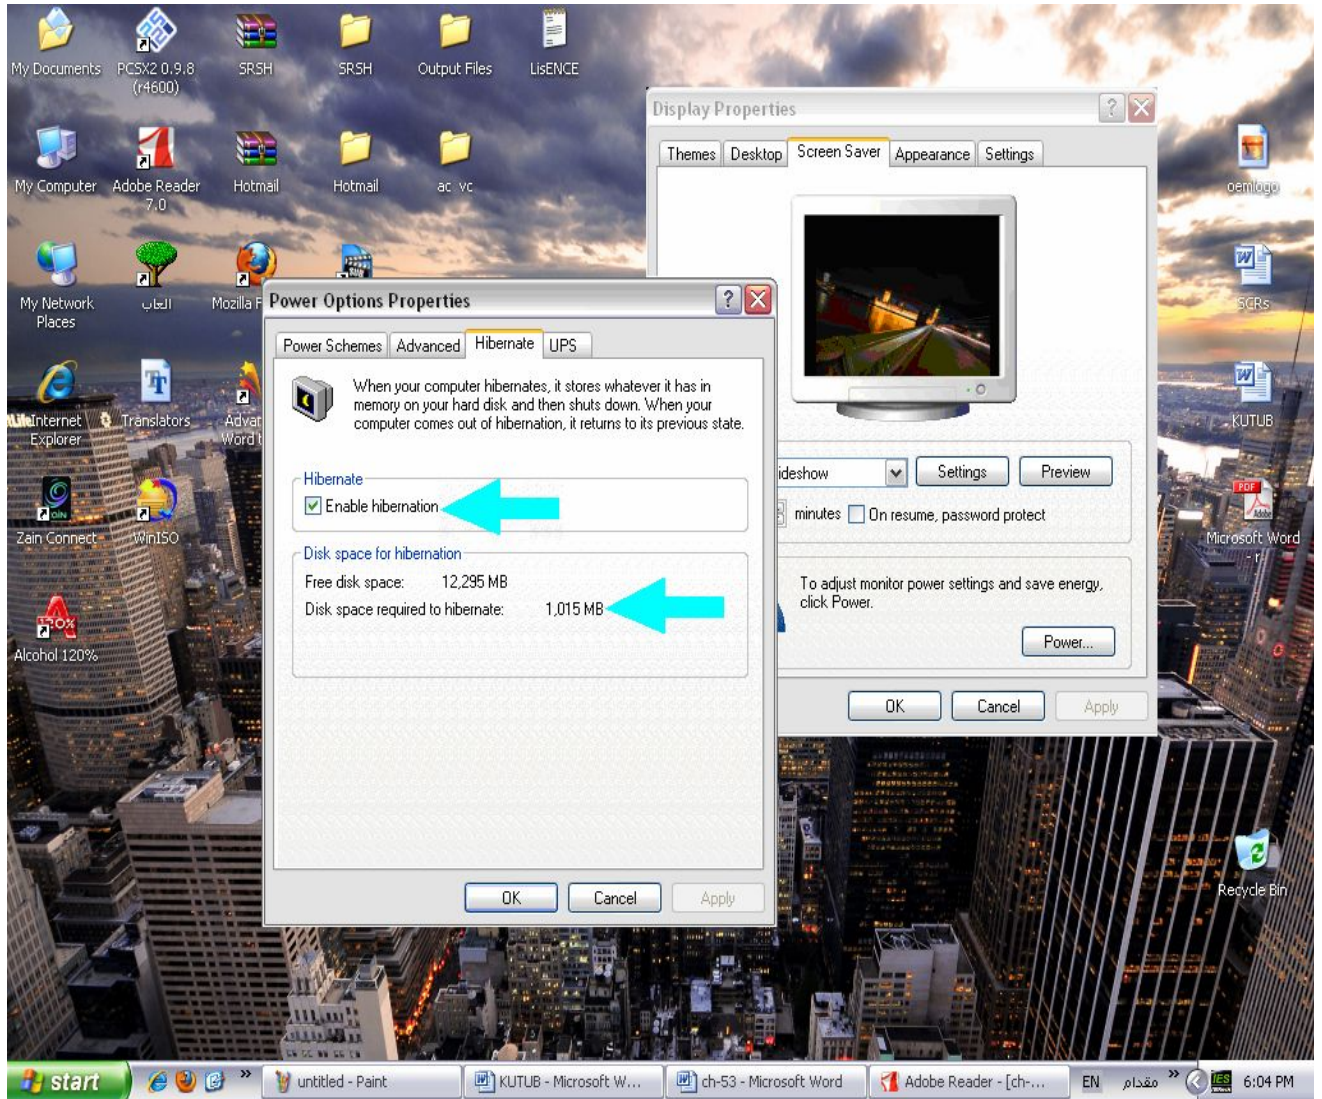 My Documents
PCSX2 0.9.8
(r4600)
SRSH
SRSH
Output Files
LisENCE
My Computer
Adobe Reader
7.0
Hotmail
Hotmail
ac vc
My Network
Places
العاب
Mozilla F
Internet
Explorer
Translators
Advan
Word t
Zain Connect
WinISO
Alcohol 120%
Display Properties
Themes
Desktop
Screen Saver
Appearance
Settings
ideshow
Settings
Preview
minutes
On resume, password protect
To adjust monitor power settings and save energy,
click Power.
Power...
OK
Cancel
Apply
Power Options Properties
Power Schemes
Advanced
Hibernate
UPS
When your computer hibernates, it stores whatever it has in
memory on your hard disk and then shuts down. When your
computer comes out of hibernation, it returns to its previous state.
Hibernate
Enable hibernation
Disk space for hibernation
Free disk space: 12,295 MB
Disk space required to hibernate: 1,015 MB
OK
Cancel
Apply
oemlogo
SCRs
KUTUB
PDF
Adobe
Microsoft Word
- r
Recycle Bin
start
untitled - Paint
KUTUB - Microsoft W...
ch-53 - Microsoft Word
Adobe Reader - [ch-...
EN
مقدام
IES
6:04 PM